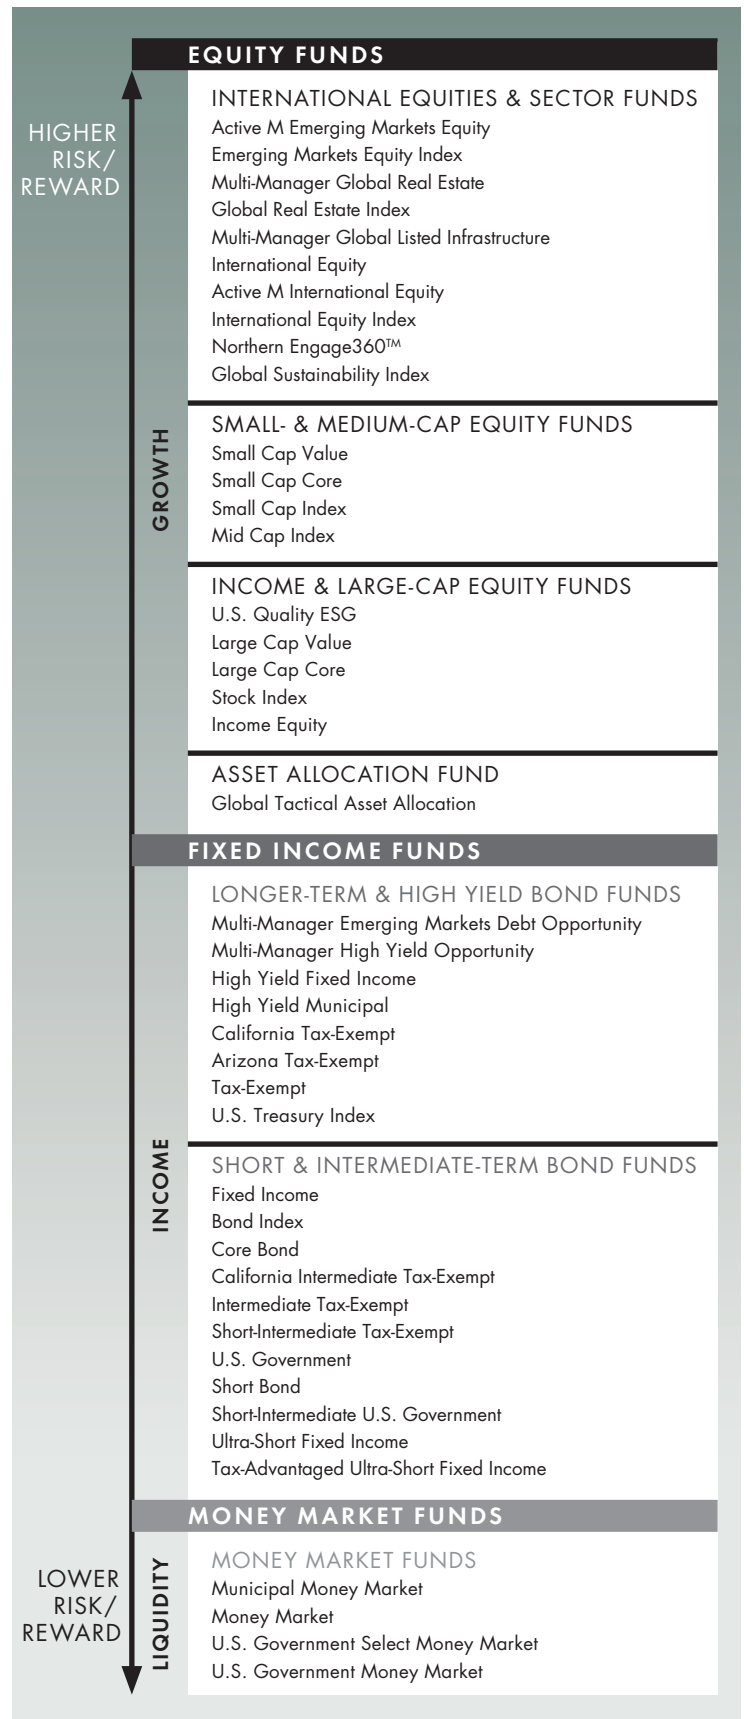 EQUITY FUNDS
HIGHER
RISK/
REWARD
GROWTH
INTERNATIONAL EQUITIES & SECTOR FUNDS
Active M Emerging Markets Equity
Emerging Markets Equity Index
Multi-Manager Global Real Estate
Global Real Estate Index
Multi-Manager Global Listed Infrastructure
International Equity
Active M International Equity
International Equity Index
Northern Engage360™
Global Sustainability Index
SMALL- & MEDIUM-CAP EQUITY FUNDS
Small Cap Value
Small Cap Core
Small Cap Index
Mid Cap Index
INCOME & LARGE-CAP EQUITY FUNDS
U.S. Quality ESG
Large Cap Value
Large Cap Core
Stock Index
Income Equity
ASSET ALLOCATION FUND
Global Tactical Asset Allocation
FIXED INCOME FUNDS
INCOME
LONGER-TERM & HIGH YIELD BOND FUNDS
Multi-Manager Emerging Markets Debt Opportunity
Multi-Manager High Yield Opportunity
High Yield Fixed Income
High Yield Municipal
California Tax-Exempt
Arizona Tax-Exempt
Tax-Exempt
U.S. Treasury Index
SHORT & INTERMEDIATE-TERM BOND FUNDS
Fixed Income
Bond Index
Core Bond
California Intermediate Tax-Exempt
Intermediate Tax-Exempt
Short-Intermediate Tax-Exempt
U.S. Government
Short Bond
Short-Intermediate U.S. Government
Ultra-Short Fixed Income
Tax-Advantaged Ultra-Short Fixed Income
MONEY MARKET FUNDS
LOWER
RISK/
REWARD
LIQUIDITY
MONEY MARKET FUNDS
Municipal Money Market
Money Market
U.S. Government Select Money Market
U.S. Government Money Market